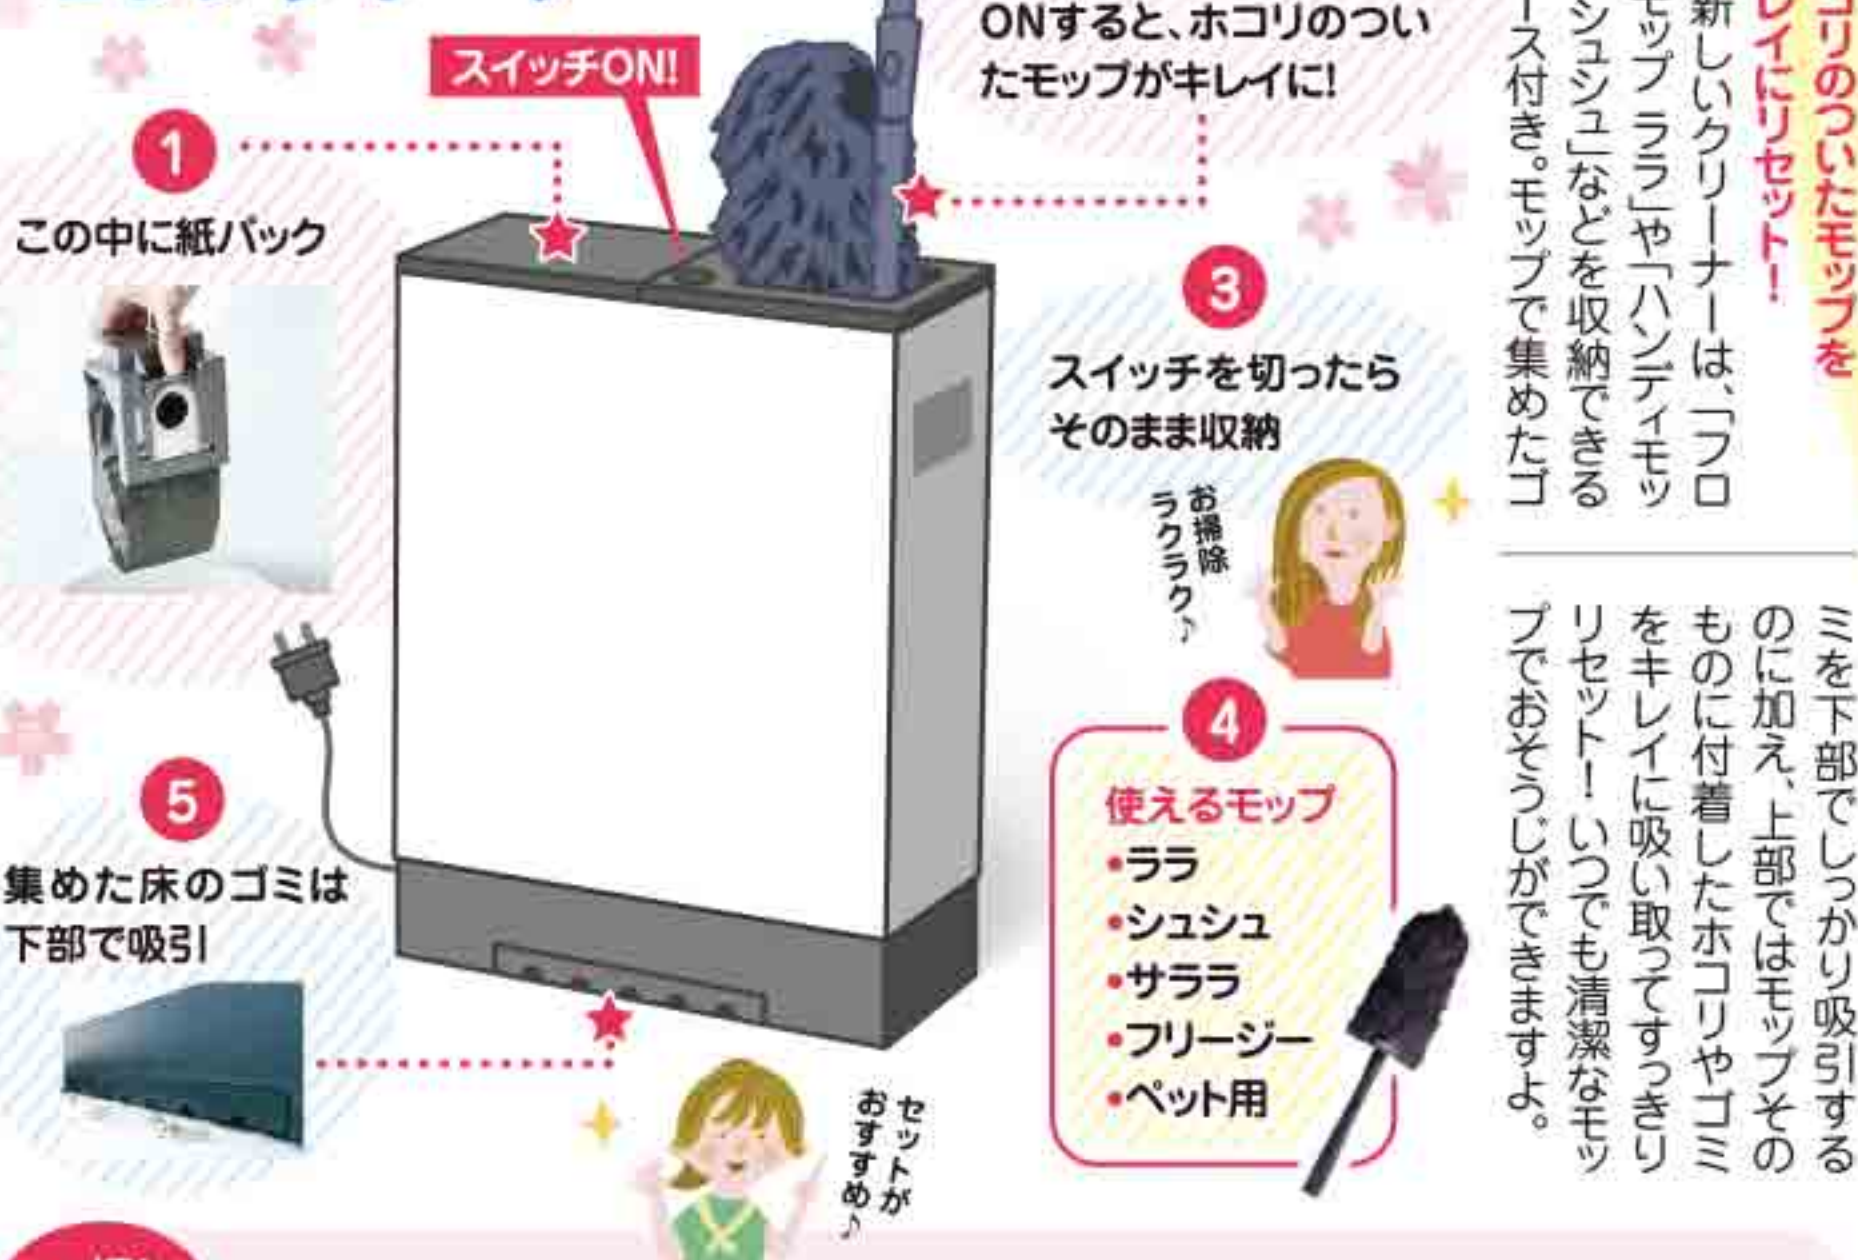 スイッチON!
ONすると、ホコリのつい
たモップがキレイに!
1
この中に紙パック
3
スイッチを切ったら
そのまま収納
お掃除
ラクラク♪
4
使えるモップ
•ララ
•シュシュ
•サララ
•フリージー
•ペット用
5
集めた床のゴミは
下部で吸引
セットが
おすすめ♪
コリのついたモップを
レイにリセット!
新しいクリーナーは、「フロ
モップ ララ」や「ハンディモッ
シュシュ」などを収納できる
ース付き。モップで集めたゴ
ミを下部でしっかり吸引する
のに加え、上部ではモップその
ものに付着したホコリやゴミ
をキレイに吸い取ってすっきり
リセット! いつでも清潔なモッ
プでおそうじができますよ。